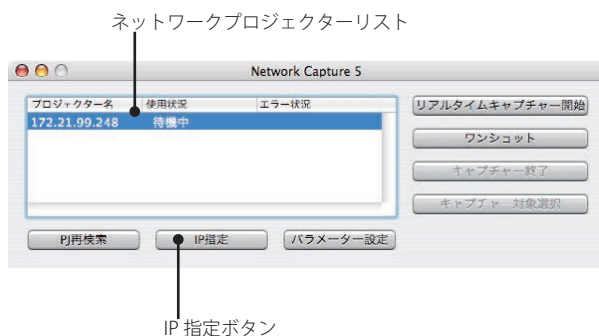 ネットワークプロジェクターリスト
Network Capture 5
プロジェクター名 使用状況 エラー状況
172.21.99.248 待機中
リアルタイムキャプチャー開始
ワンショット
キャプチャー終了
キャプチャー 対象選択
PJ再検索 IP指定 パラメーター設定
IP 指定ボタン